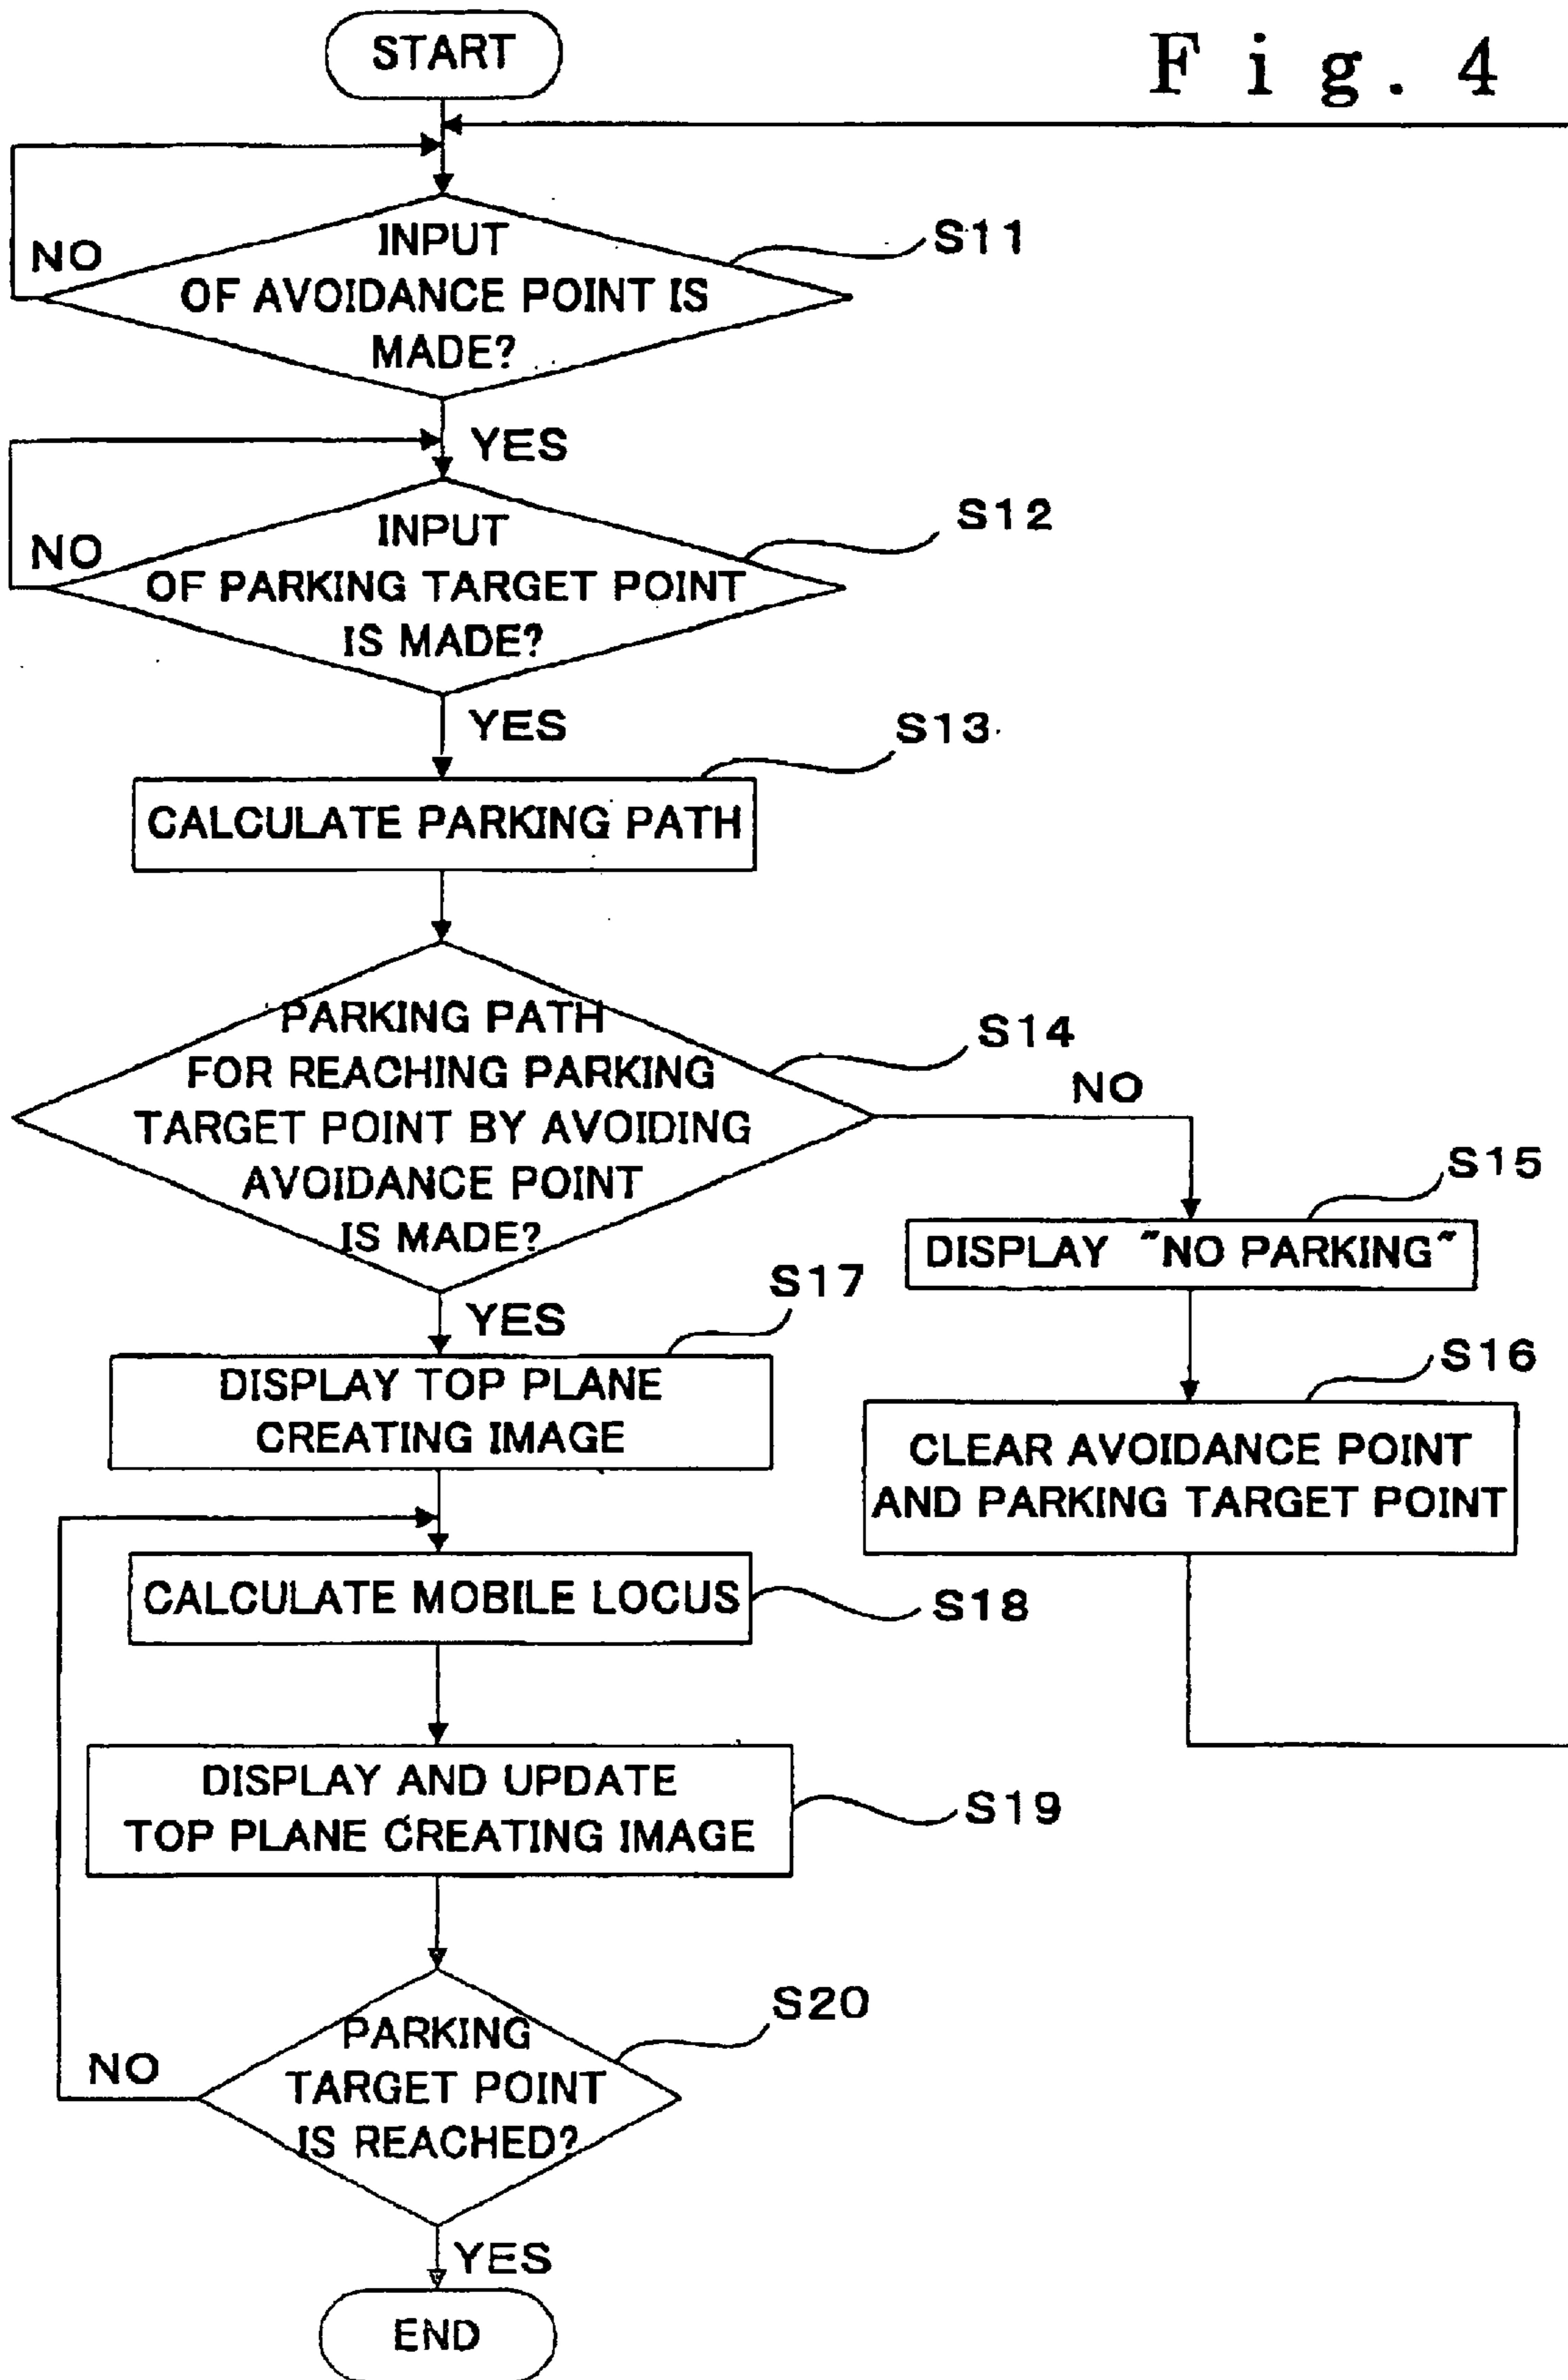 START
Fig. 4
INPUT
OF AVOIDANCE POINT IS
MADE?
S11
NO
YES
INPUT
OF PARKING TARGET POINT
IS MADE?
S12
NO
YES
S13
CALCULATE PARKING PATH
PARKING PATH
FOR REACHING PARKING
TARGET POINT BY AVOIDING
AVOIDANCE POINT
IS MADE?
S14
NO
S15
DISPLAY "NO PARKING"
S16
CLEAR AVOIDANCE POINT
AND PARKING TARGET POINT
YES
S17
DISPLAY TOP PLANE
CREATING IMAGE
CALCULATE MOBILE LOCUS
S18
DISPLAY AND UPDATE
TOP PLANE CREATING IMAGE
S19
PARKING
TARGET POINT
IS REACHED?
S20
NO
YES
END